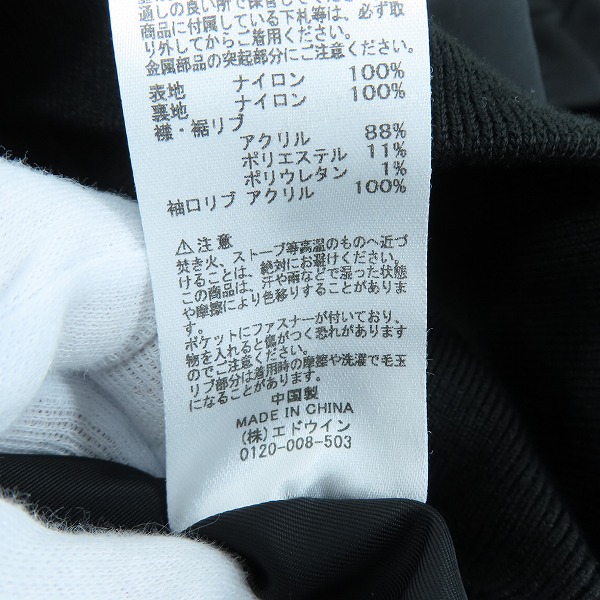 適しの良い所で保管してください。
商品に付属している下札等は、必ず取
り外してからご着用ください。
金属部品の突起部分にご注意ください。
表地 ナイロン 100%
裏地 ナイロン 100%
襟・裾リブ
アクリル 88%
ポリエステル 11%
ポリウレタン 1%
袖口リブ アクリル 100%
⚠注意
焚き火、ストーブ等高温のものへ近づ
けることは、絶対にお避けください。
この商品は、汗や雨などで湿った状態
や摩擦により色移りすることがありま
す。
ポケットにファスナーが付いており、
物を入れると傷がつく恐れがあります
のでご注意ください。
リブ部分は着用時の摩擦や洗濯で毛玉
になることがあります。
中国製
MADE IN CHINA
(株)エドウイン
0120-008-503